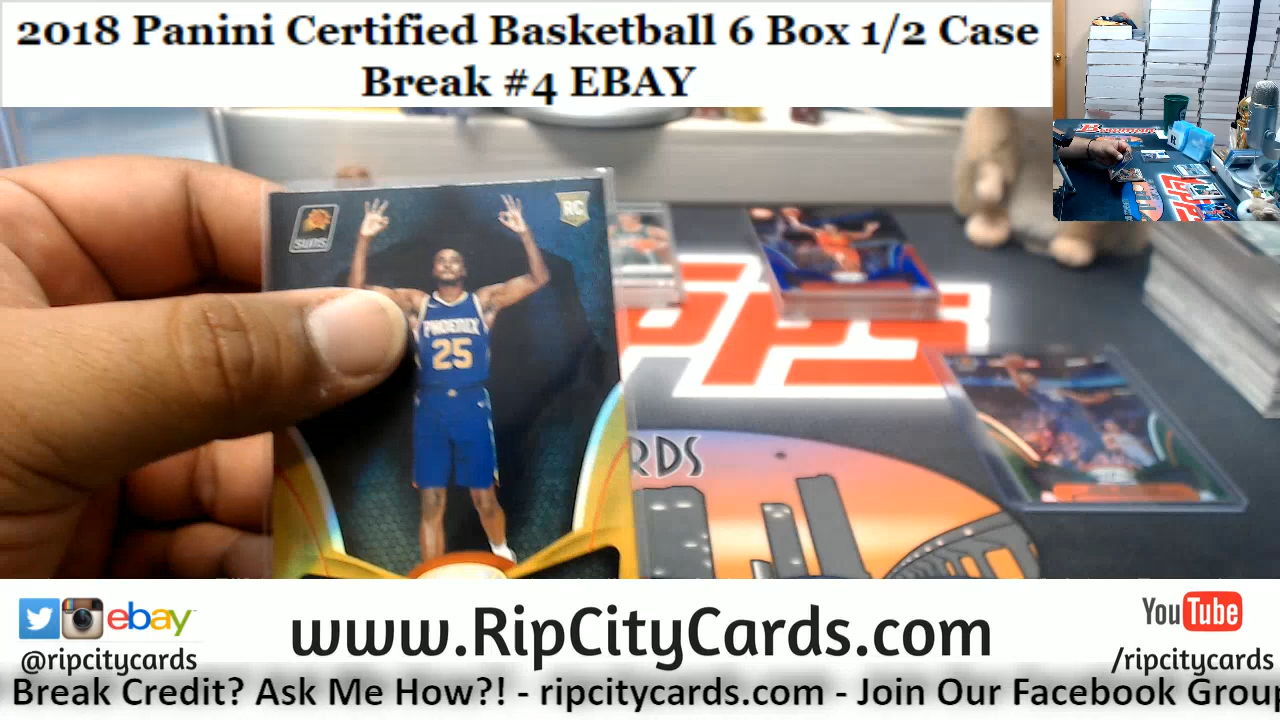 2018 Panini Certified Basketball 6 Box 1/2 Case
Break #4 EBAY
RC
SUNS
PHOENIX
25
RDS
ebay
@ripcitycards
www.RipCityCards.com
YouTube
/ripcitycards
Break Credit? Ask Me How?! - ripcitycards.com - Join Our Facebook Group